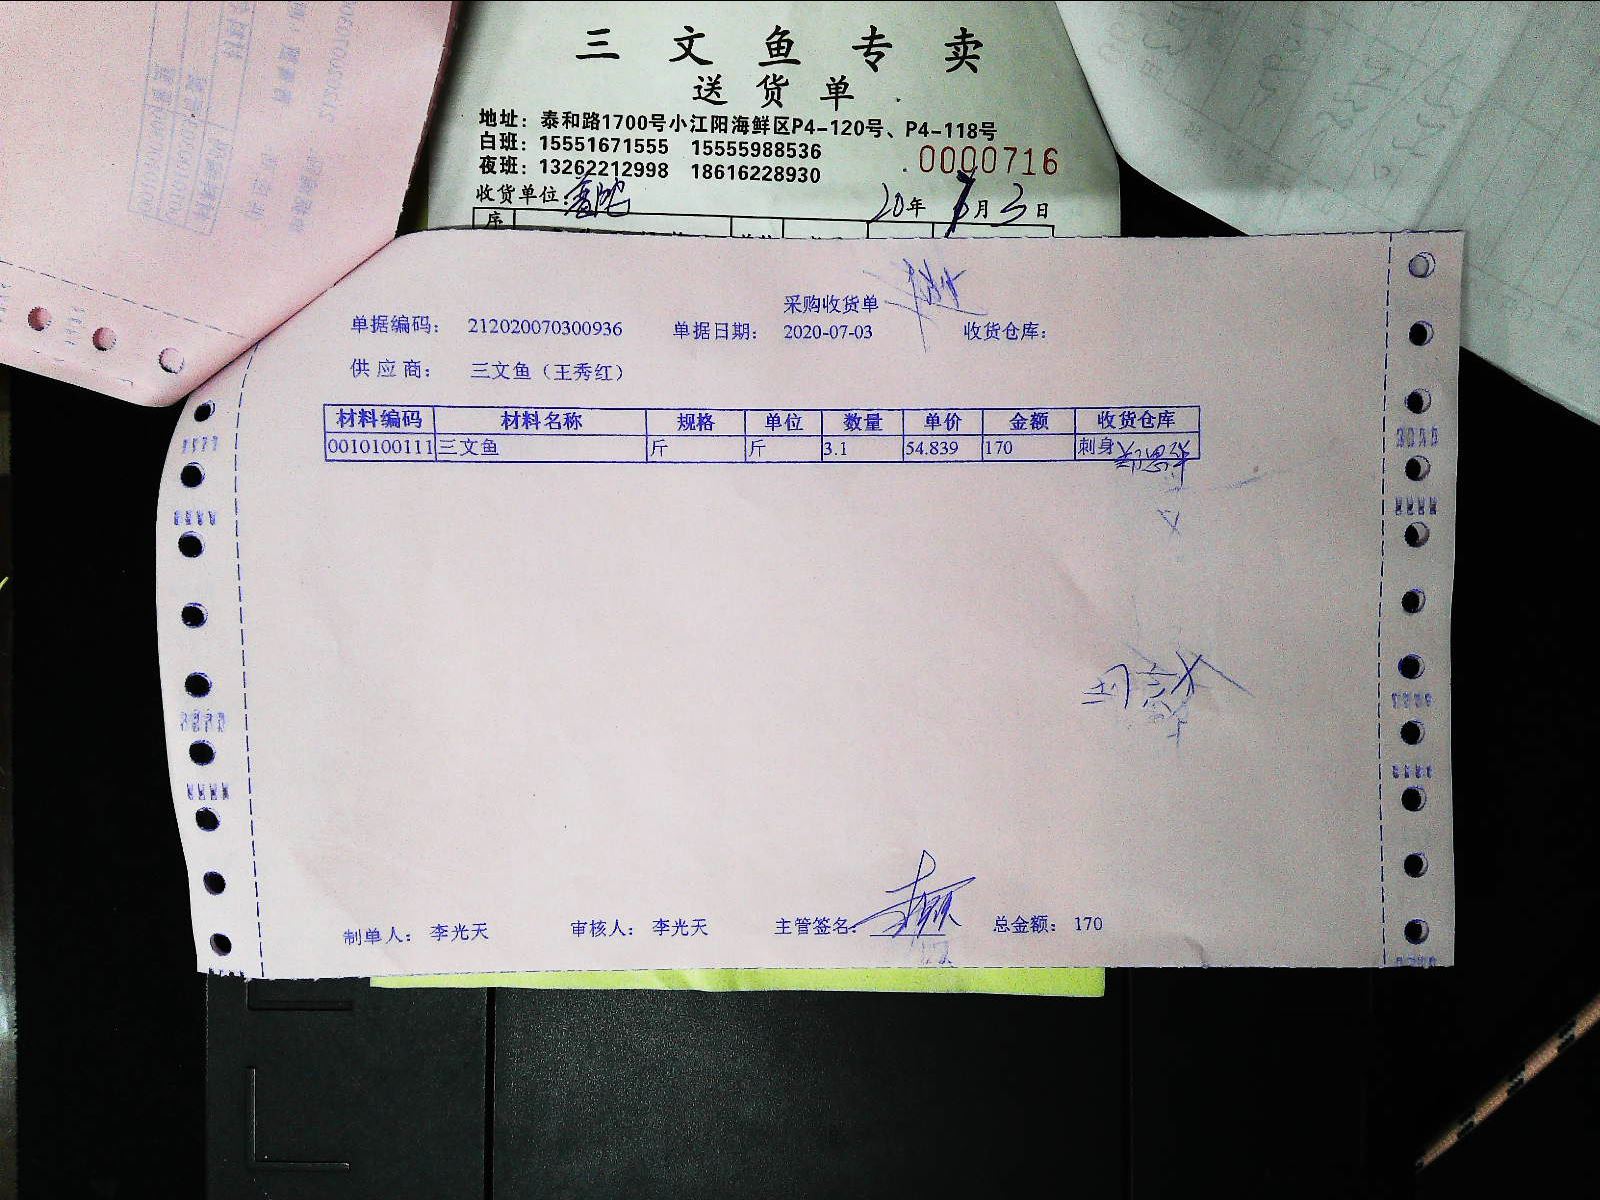 三文鱼专卖
送货单
地址：泰和路1700号小江阳海鲜区P4-120号、P4-118号
白班：15551671555 15555988536
夜班：13262212998 18616228930
0000716
收货单位： 20年 月3日
序
采购收货单
单据编码： 212020070300936 单据日期： 2020-07-03 收货仓库：
供应商： 三文鱼（王秀红）
材料编码 材料名称 规格 单位 数量 单价 金额 收货仓库
0010100111 三文鱼 斤 斤 3.1 54.839 170 刺身
制单人： 李光天 审核人： 李光天 主管签名： 总金额： 170